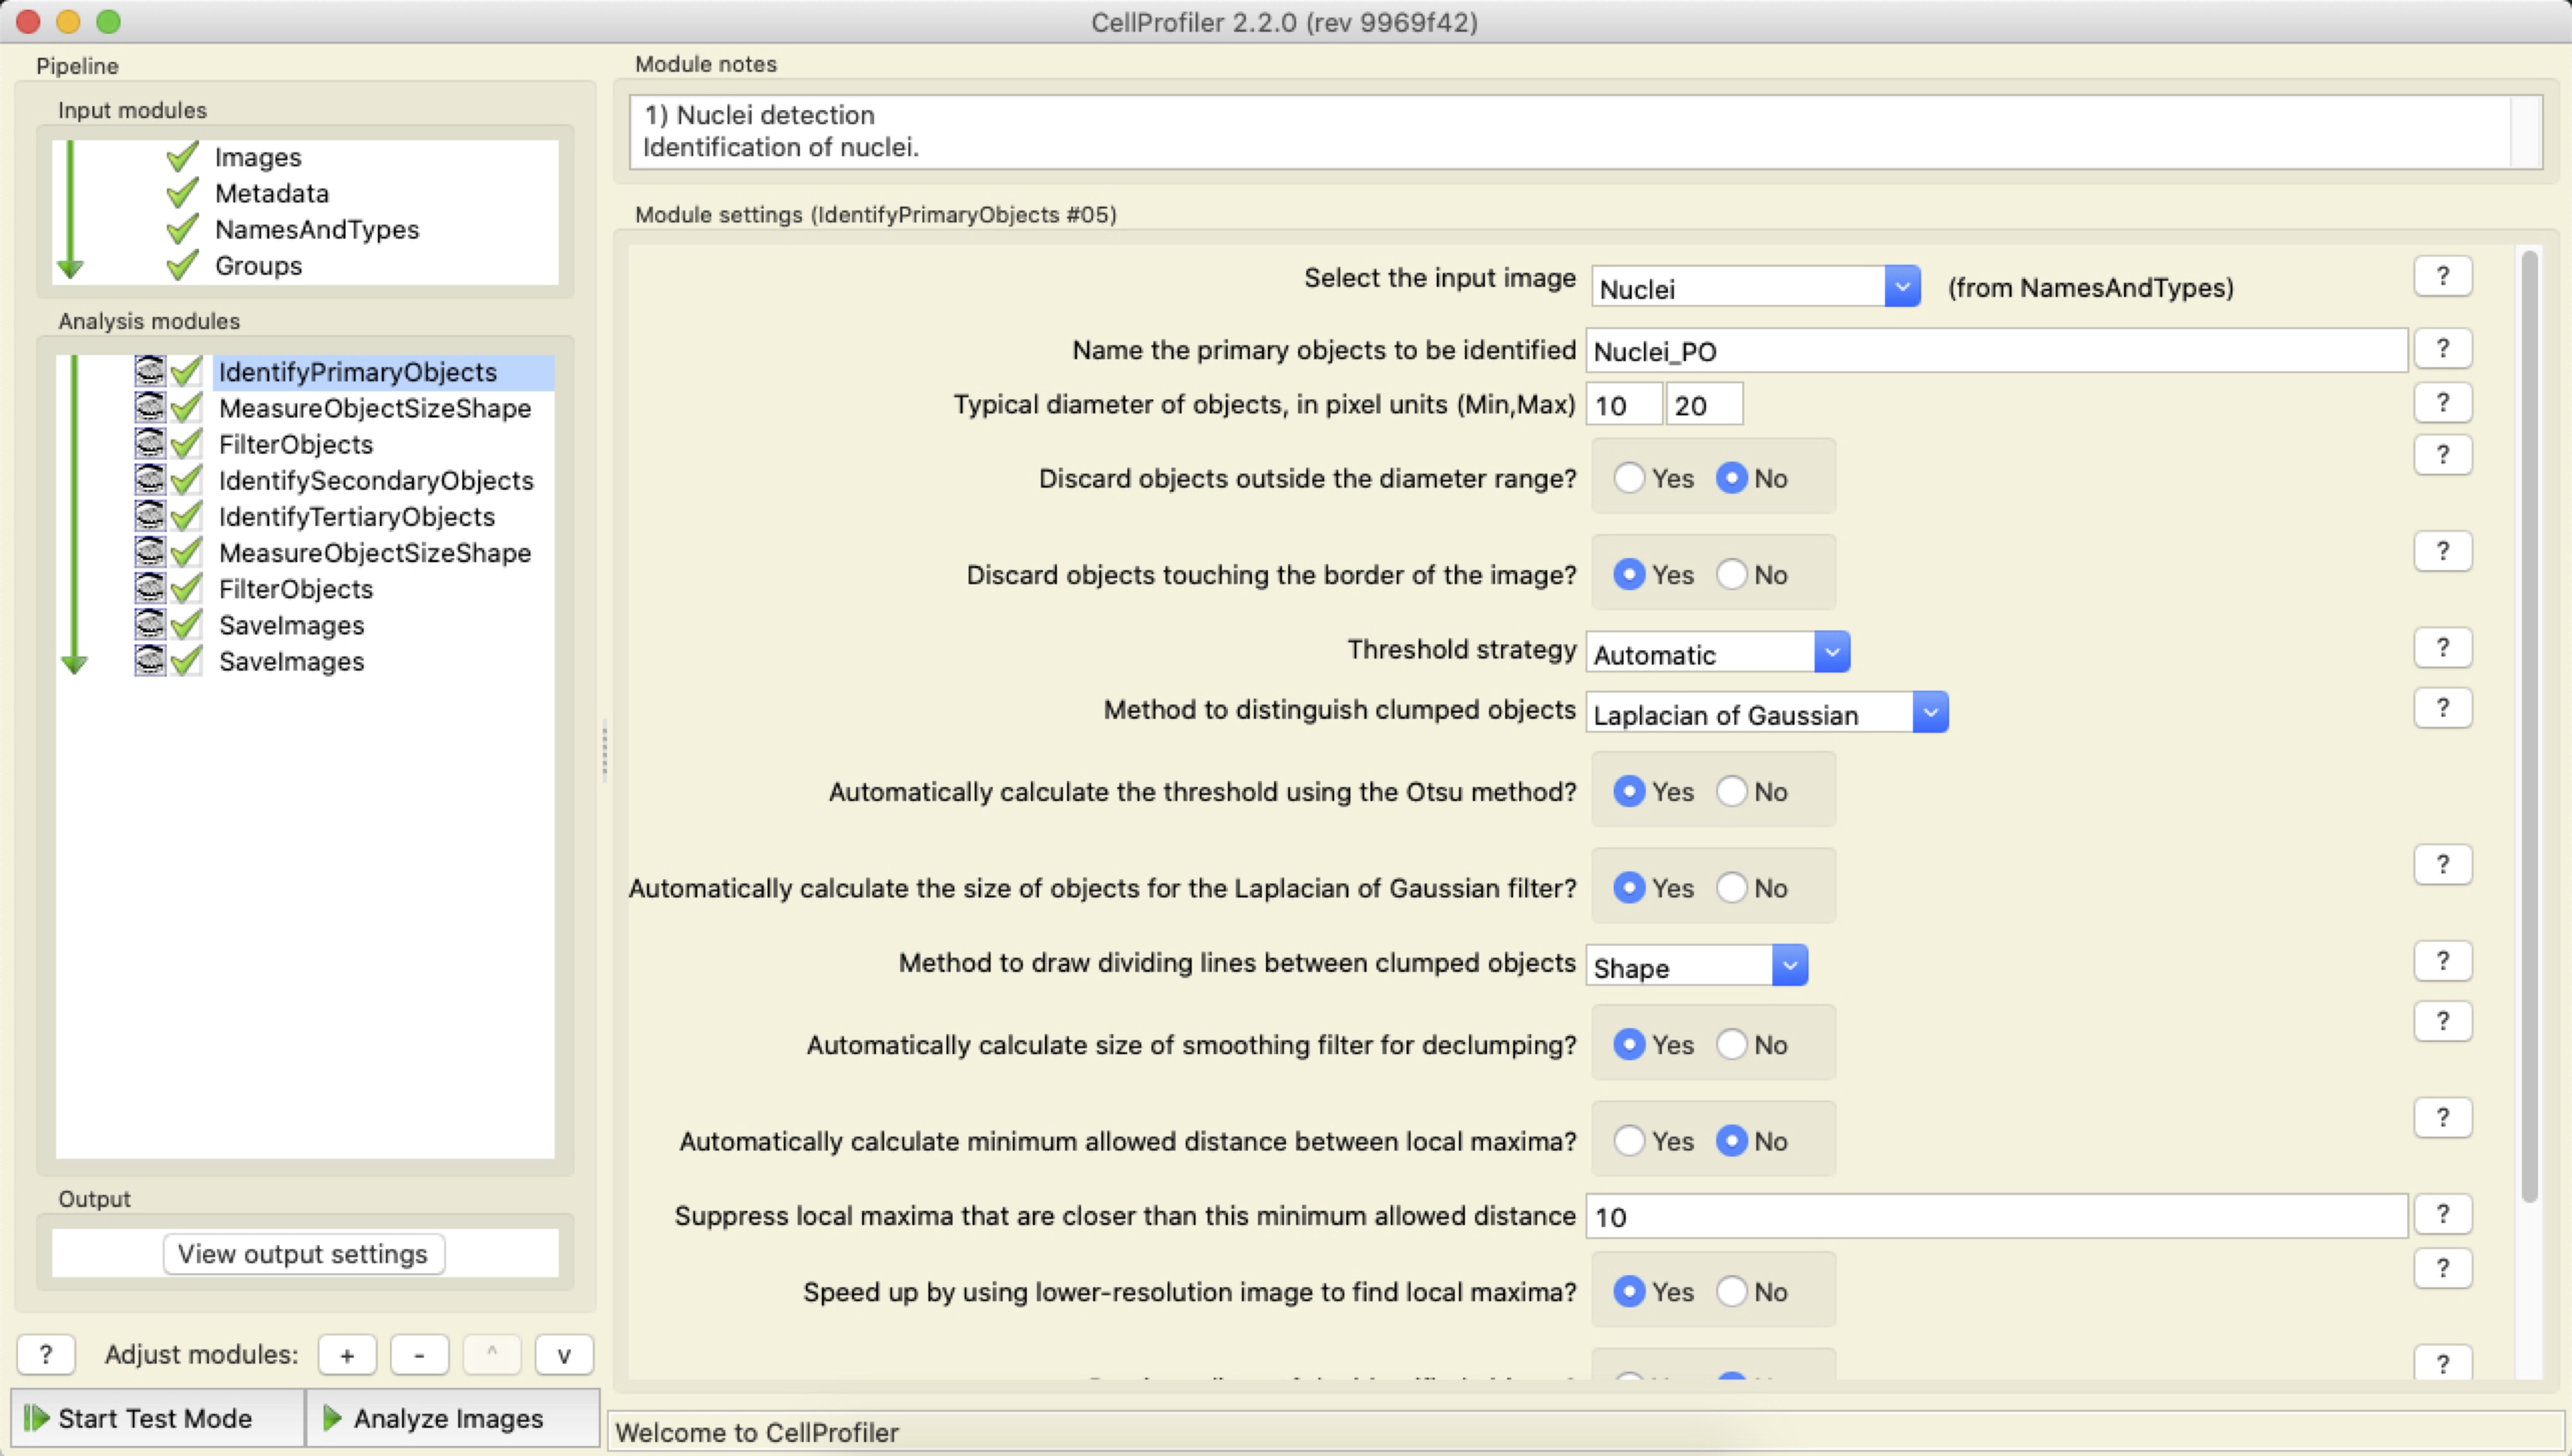 CellProfiler 2.2.0 (rev 9969f42)
Pipeline
Input modules
Images
Metadata
NamesAndTypes
Groups
Analysis modules
IdentifyPrimaryObjects
MeasureObjectSizeShape
FilterObjects
IdentifySecondaryObjects
IdentifyTertiaryObjects
MeasureObjectSizeShape
FilterObjects
SaveImages
SaveImages
Output
View output settings
? Adjust modules: + - ^ v
Start Test Mode Analyze Images
Module notes
1) Nuclei detection
Identification of nuclei.
Module settings (IdentifyPrimaryObjects #05)
Select the input image Nuclei (from NamesAndTypes) ?
Name the primary objects to be identified Nuclei_PO ?
Typical diameter of objects, in pixel units (Min,Max) 10 20 ?
Discard objects outside the diameter range? Yes No ?
Discard objects touching the border of the image? Yes No ?
Threshold strategy Automatic ?
Method to distinguish clumped objects Laplacian of Gaussian ?
Automatically calculate the threshold using the Otsu method? Yes No
Automatically calculate the size of objects for the Laplacian of Gaussian filter? Yes No ?
Method to draw dividing lines between clumped objects Shape ?
Automatically calculate size of smoothing filter for declumping? Yes No ?
Automatically calculate minimum allowed distance between local maxima? Yes No ?
Suppress local maxima that are closer than this minimum allowed distance 10 ?
Speed up by using lower-resolution image to find local maxima? Yes No ?
?
Welcome to CellProfiler